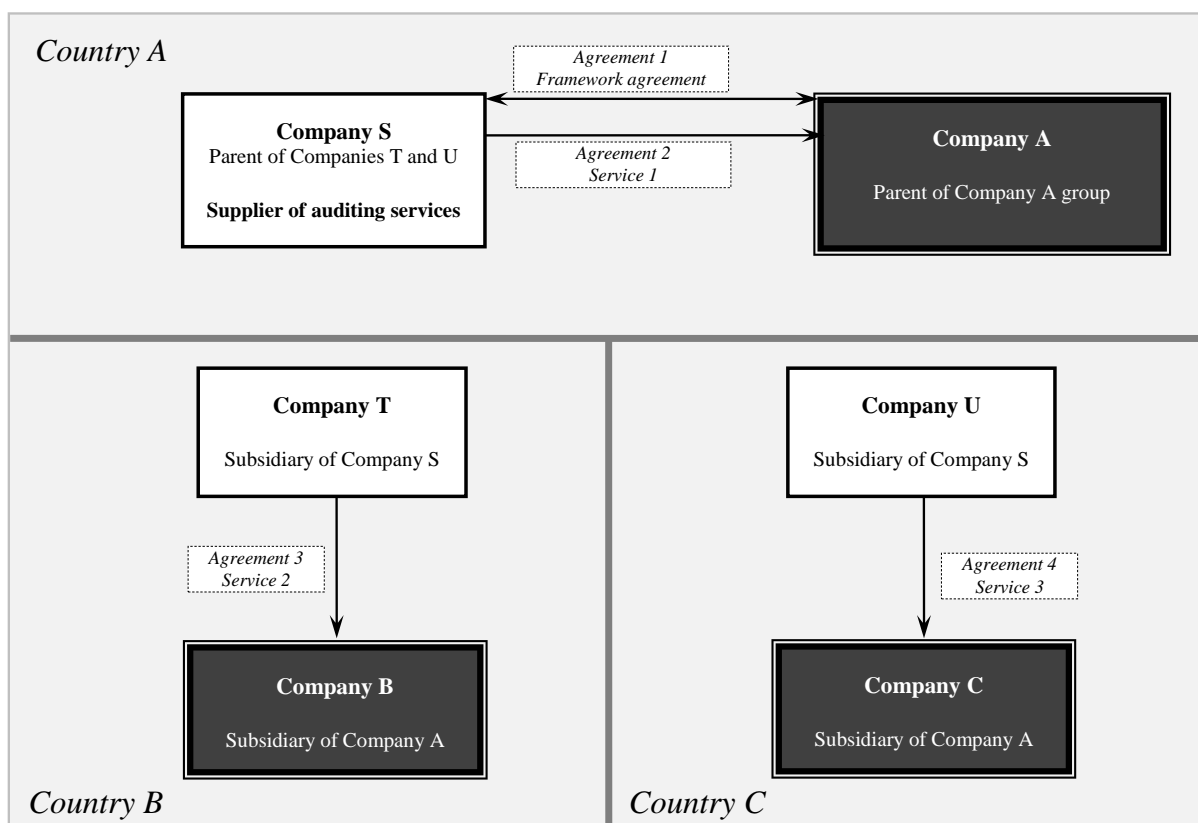 Country A
Agreement 1
Framework agreement
Company S
Parent of Companies T and U
Supplier of auditing services
Agreement 2
Service 1
Company A
Parent of Company A group
Company T
Subsidiary of Company S
Agreement 3
Service 2
Company B
Subsidiary of Company A
Country B
Company U
Subsidiary of Company S
Agreement 4
Service 3
Company C
Subsidiary of Company A
Country C